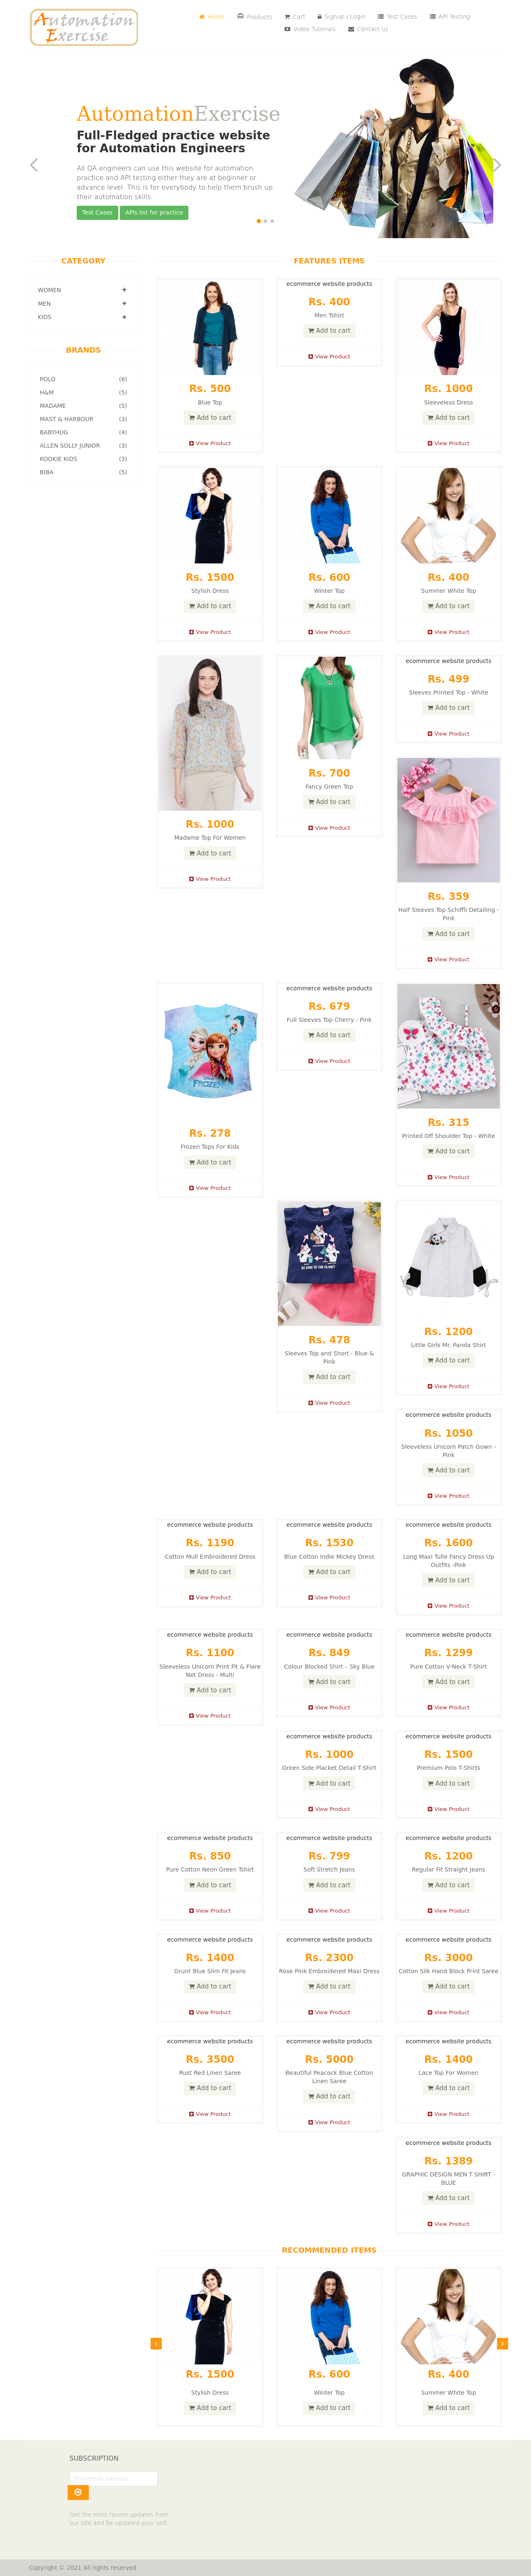 Automation
Exercise
Home
Products
Cart
Signup / Login
Test Cases
API Testing
Video Tutorials
Contact us
AutomationExercise
Full-Fledged practice website
for Automation Engineers
All QA engineers can use this website for automation
practice and API testing either they are at beginner or
advance level. This is for everybody to help them brush up
their automation skills.
Test Cases
APIs list for practice
CATEGORY
WOMEN
MEN
KIDS
BRANDS
POLO (6)
H&M (5)
MADAME (5)
MAST & HARBOUR (3)
BABYHUG (4)
ALLEN SOLLY JUNIOR (3)
KOOKIE KIDS (3)
BIBA (5)
FEATURES ITEMS
Rs. 500
Blue Top
Add to cart
View Product
ecommerce website products
Rs. 400
Men Tshirt
Add to cart
View Product
Rs. 1000
Sleeveless Dress
Add to cart
View Product
Rs. 1500
Stylish Dress
Add to cart
View Product
Rs. 600
Winter Top
Add to cart
View Product
Rs. 400
Summer White Top
Add to cart
View Product
Rs. 1000
Madame Top For Women
Add to cart
View Product
Rs. 700
Fancy Green Top
Add to cart
View Product
ecommerce website products
Rs. 499
Sleeves Printed Top - White
Add to cart
View Product
Rs. 359
Half Sleeves Top Schiffli Detailing -
Pink
Add to cart
View Product
FROZEN
Rs. 278
Frozen Tops For Kids
Add to cart
View Product
ecommerce website products
Rs. 679
Full Sleeves Top Cherry - Pink
Add to cart
View Product
Rs. 315
Printed Off Shoulder Top - White
Add to cart
View Product
BE KIND TO THE PLANET
Rs. 478
Sleeves Top and Short - Blue &
Pink
Add to cart
View Product
Rs. 1200
Little Girls Mr. Panda Shirt
Add to cart
View Product
ecommerce website products
Rs. 1050
Sleeveless Unicorn Patch Gown -
Pink
Add to cart
View Product
ecommerce website products
Rs. 1190
Cotton Mull Embroidered Dress
Add to cart
View Product
ecommerce website products
Rs. 1530
Blue Cotton Indie Mickey Dress
Add to cart
View Product
ecommerce website products
Rs. 1600
Long Maxi Tulle Fancy Dress Up
Outfits -Pink
Add to cart
View Product
ecommerce website products
Rs. 1100
Sleeveless Unicorn Print Fit & Flare
Net Dress - Multi
Add to cart
View Product
ecommerce website products
Rs. 849
Colour Blocked Shirt – Sky Blue
Add to cart
View Product
ecommerce website products
Rs. 1299
Pure Cotton V-Neck T-Shirt
Add to cart
View Product
ecommerce website products
Rs. 1000
Green Side Placket Detail T-Shirt
Add to cart
View Product
ecommerce website products
Rs. 1500
Premium Polo T-Shirts
Add to cart
View Product
ecommerce website products
Rs. 850
Pure Cotton Neon Green Tshirt
Add to cart
View Product
ecommerce website products
Rs. 799
Soft Stretch Jeans
Add to cart
View Product
ecommerce website products
Rs. 1200
Regular Fit Straight Jeans
Add to cart
View Product
ecommerce website products
Rs. 1400
Grunt Blue Slim Fit Jeans
Add to cart
View Product
ecommerce website products
Rs. 2300
Rose Pink Embroidered Maxi Dress
Add to cart
View Product
ecommerce website products
Rs. 3000
Cotton Silk Hand Block Print Saree
Add to cart
View Product
ecommerce website products
Rs. 3500
Rust Red Linen Saree
Add to cart
View Product
ecommerce website products
Rs. 5000
Beautiful Peacock Blue Cotton
Linen Saree
Add to cart
View Product
ecommerce website products
Rs. 1400
Lace Top For Women
Add to cart
View Product
ecommerce website products
Rs. 1389
GRAPHIC DESIGN MEN T SHIRT -
BLUE
Add to cart
View Product
RECOMMENDED ITEMS
Rs. 1500
Stylish Dress
Add to cart
Rs. 600
Winter Top
Add to cart
Rs. 400
Summer White Top
Add to cart
SUBSCRIPTION
Your email address
Get the most recent updates from
our site and be updated your self.
Copyright © 2021 All rights reserved